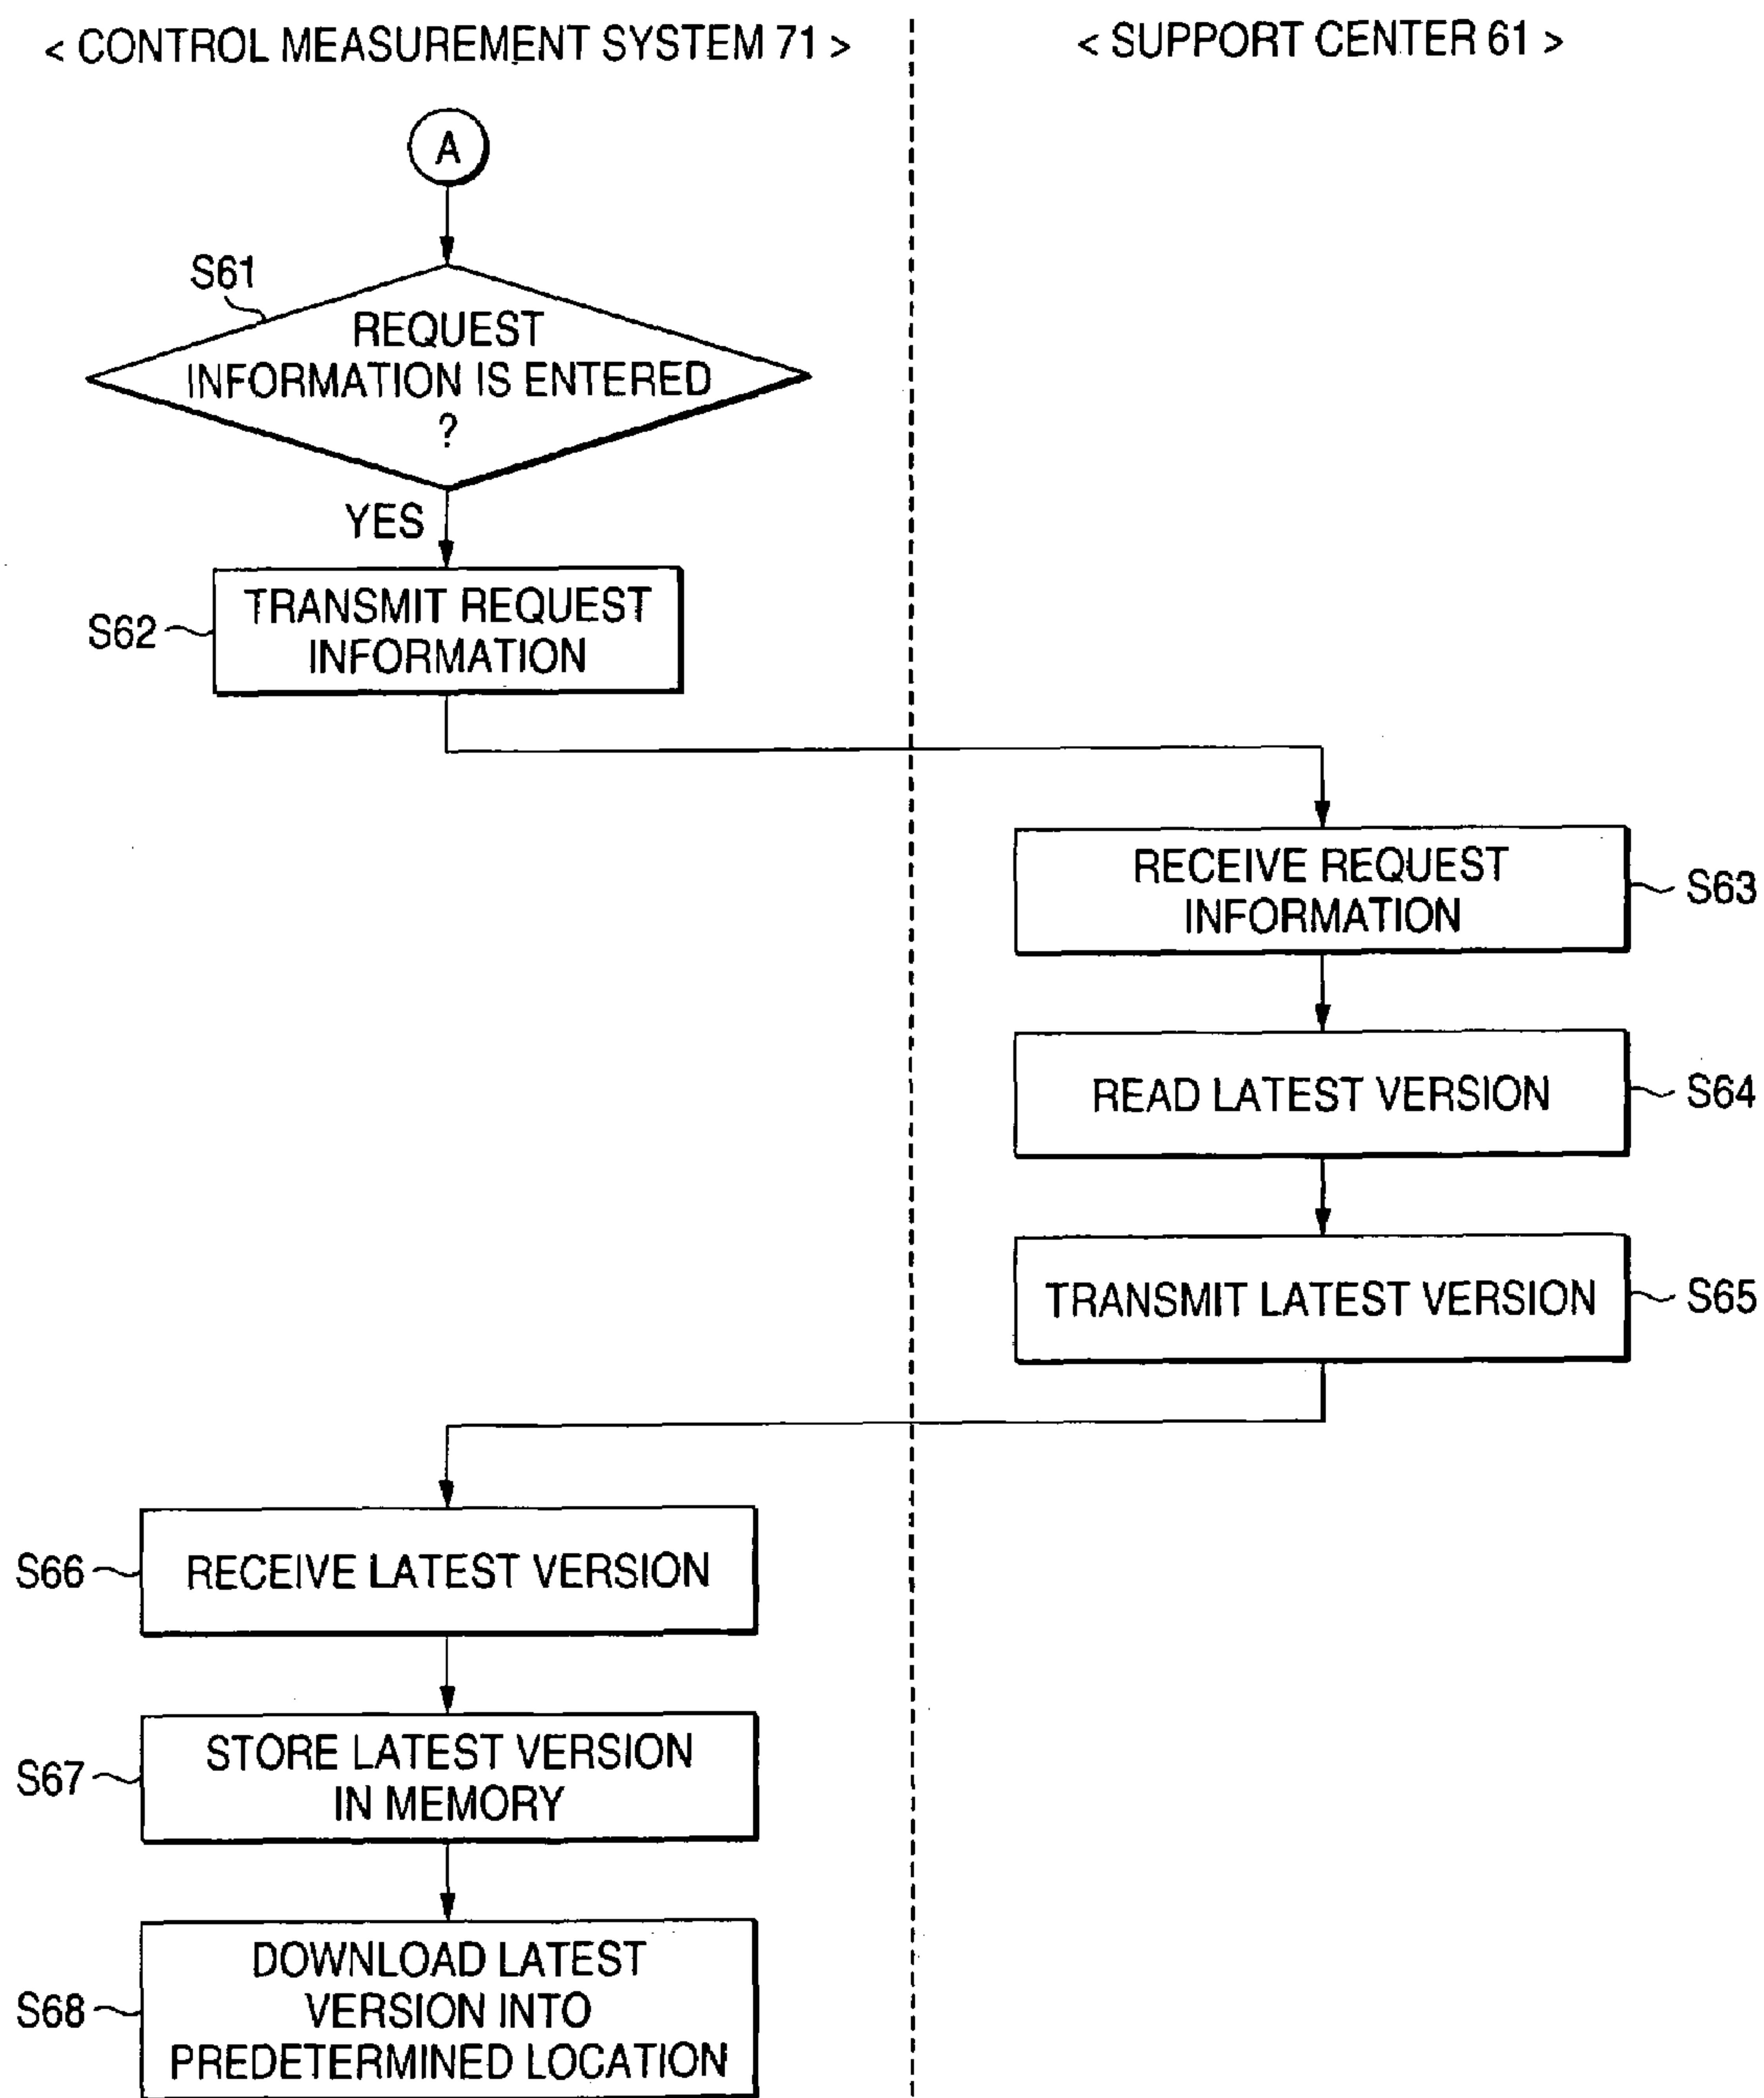 < CONTROL MEASUREMENT SYSTEM 71 >
< SUPPORT CENTER 61 >
A
S61
REQUEST
INFORMATION IS ENTERED
?
YES
S62
TRANSMIT REQUEST
INFORMATION
RECEIVE REQUEST
INFORMATION
S63
READ LATEST VERSION
S64
TRANSMIT LATEST VERSION
S65
S66
RECEIVE LATEST VERSION
S67
STORE LATEST VERSION
IN MEMORY
S68
DOWNLOAD LATEST
VERSION INTO
PREDETERMINED LOCATION